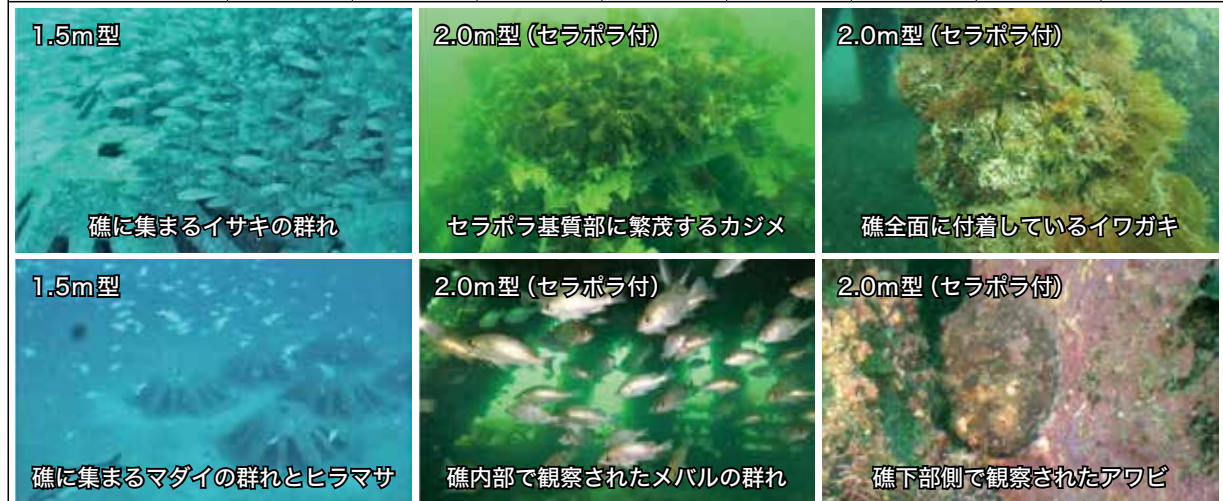 1.5m型
礁に集まるイサキの群れ
2.0m型（セラポラ付）
セラポラ基質部に繁茂するカジメ
2.0m型（セラポラ付）
礁全面に付着しているイワガキ
1.5m型
礁に集まるマダイの群れとヒラマサ
2.0m型（セラポラ付）
礁内部で観察されたメバルの群れ
2.0m型（セラポラ付）
礁下部側で観察されたアワビ